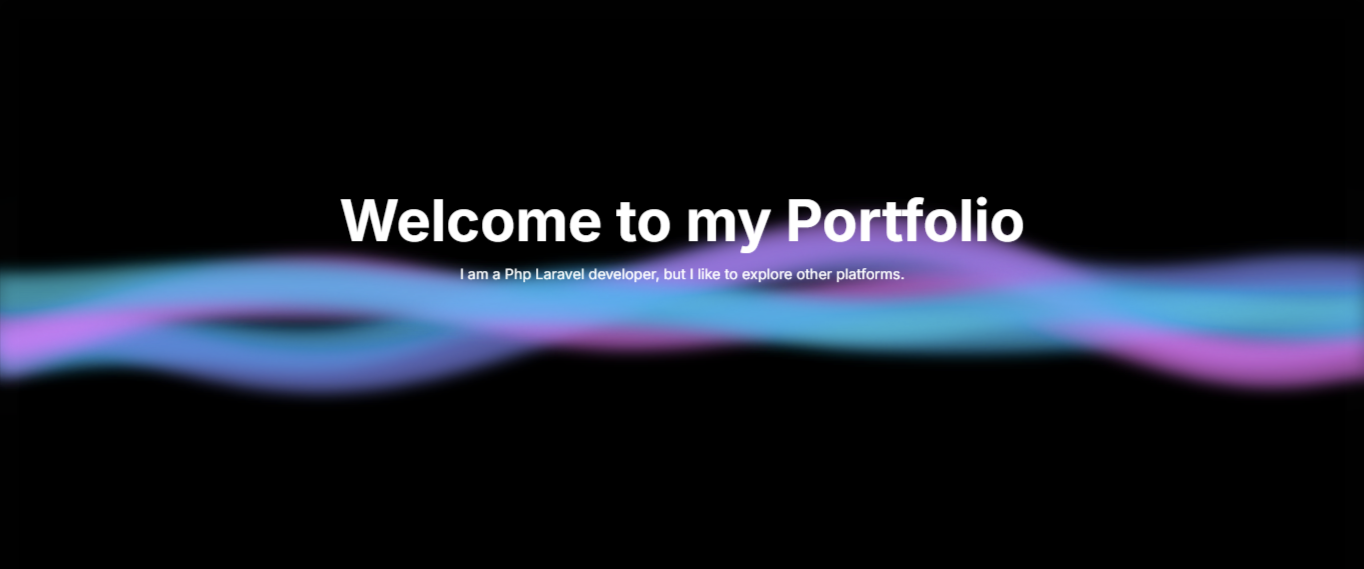 Welcome to my Portfolio
I am a Php Laravel developer, but I like to explore other platforms.